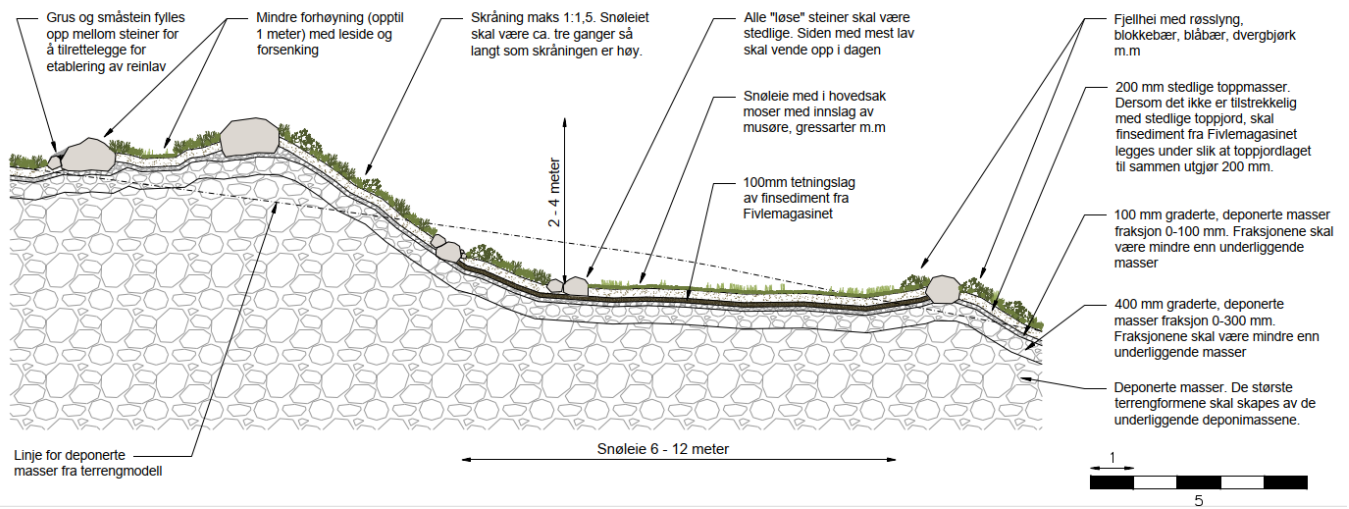 Grus og småstein fylles
opp mellom steiner for
å tilrettelegge for
etablering av reinlav
Mindre forhøyning (opptil
1 meter) med leside og
forsenking
Skråning maks 1:1,5. Snøleiet
skal være ca. tre ganger så
langt som skråningen er høy.
Alle "løse" steiner skal være
stedlige. Siden med mest lav
skal vende opp i dagen
Snøleie med i hovedsak
moser med innslag av
musøre, gressarter m.m
100mm tetningslag
av finsediment fra
Fivlemagasinet
Fjellhei med røsslyng,
blokkebær, blåbær, dvergbjørk
m.m
200 mm stedlige toppmasser.
Dersom det ikke er tilstrekkelig
med stedlige toppjord, skal
finsediment fra Fivlemagasinet
legges under slik at toppjordlaget
til sammen utgjør 200 mm.
100 mm graderte, deponerte masser
fraksjon 0-100 mm. Fraksjonene skal
være mindre enn underliggende
masser
400 mm graderte, deponerte
masser fraksjon 0-300 mm.
Fraksjonene skal være mindre enn
underliggende masser
Deponerte masser. De største
terrengformene skal skapes av de
underliggende deponimassene.
2 - 4 meter
Linje for deponerte
masser fra terrengmodell
Snøleie 6 - 12 meter
1
5